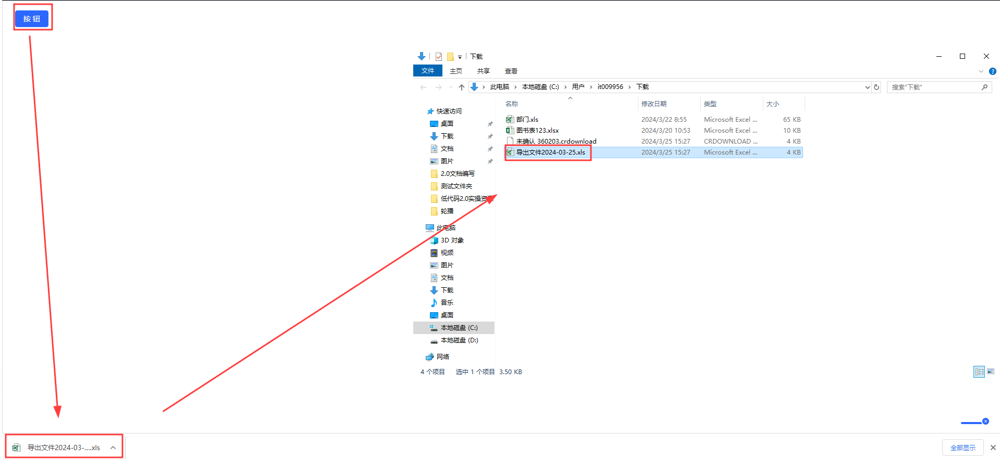 按 钮
下载
文件 主页 共享 查看
此电脑 本地磁盘 (C:) 用户 it009956 下载
搜索"下载"
名称 修改日期 类型 大小
部门.xls 2024/3/22 8:55 Microsoft Excel ... 65 KB
图书表123.xlsx 2024/3/20 10:53 Microsoft Excel ... 10 KB
未确认 360203.crdownload 2024/3/25 15:27 CRDOWNLOAD ... 4 KB
导出文件2024-03-25.xls 2024/3/25 15:27 Microsoft Excel ... 4 KB
快速访问
桌面
下载
文档
图片
2.0文档编写
测试文件夹
低代码2.0实操资
轮播
此电脑
3D 对象
视频
图片
文档
下载
音乐
桌面
本地磁盘 (C:)
本地磁盘 (D:)
网络
4 个项目 选中 1 个项目 3.50 KB
导出文件2024-03-....xls
全部显示